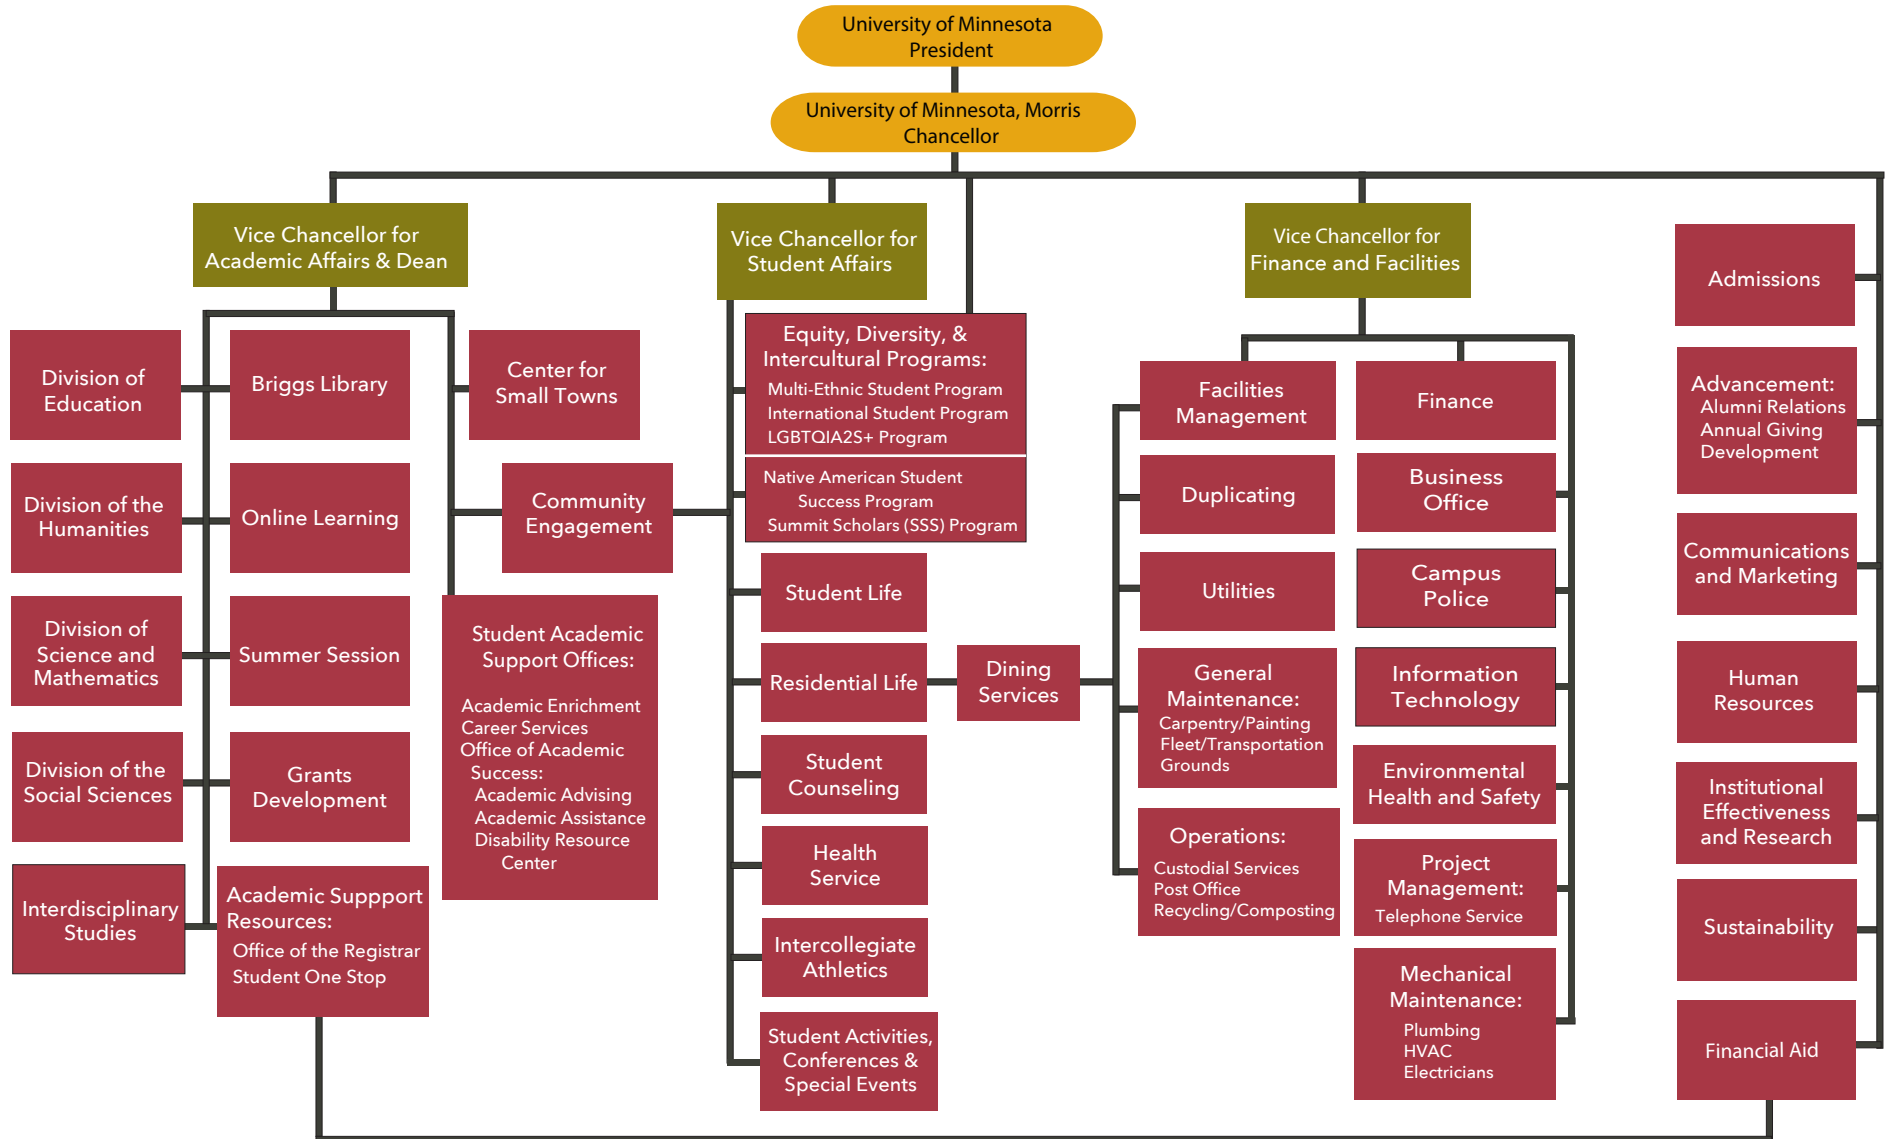 University of Minnesota
President
University of Minnesota, Morris
Chancellor
Vice Chancellor for
Academic Affairs & Dean
Division of
Education
Briggs Library
Center for
Small Towns
Division of the
Humanities
Online Learning
Community
Engagement
Division of
Science and
Mathematics
Summer Session
Student Academic
Support Offices:
Academic Enrichment
Career Services
Office of Academic
Success:
Academic Advising
Academic Assistance
Disability Resource
Center
Division of the
Social Sciences
Grants
Development
Interdisciplinary
Studies
Academic Suppport
Resources:
Office of the Registrar
Student One Stop
Vice Chancellor for
Student Affairs
Equity, Diversity, &
Intercultural Programs:
Multi-Ethnic Student Program
International Student Program
LGBTQIA2S+ Program
Native American Student
Success Program
Summit Scholars (SSS) Program
Student Life
Residential Life
Dining
Services
Student
Counseling
Health
Service
Intercollegiate
Athletics
Student Activities,
Conferences &
Special Events
Vice Chancellor for
Finance and Facilities
Facilities
Management
Duplicating
Utilities
General
Maintenance:
Carpentry/Painting
Fleet/Transportation
Grounds
Operations:
Custodial Services
Post Office
Recycling/Composting
Finance
Business
Office
Campus
Police
Information
Technology
Environmental
Health and Safety
Project
Management:
Telephone Service
Mechanical
Maintenance:
Plumbing
HVAC
Electricians
Admissions
Advancement:
Alumni Relations
Annual Giving
Development
Communications
and Marketing
Human
Resources
Institutional
Effectiveness
and Research
Sustainability
Financial Aid